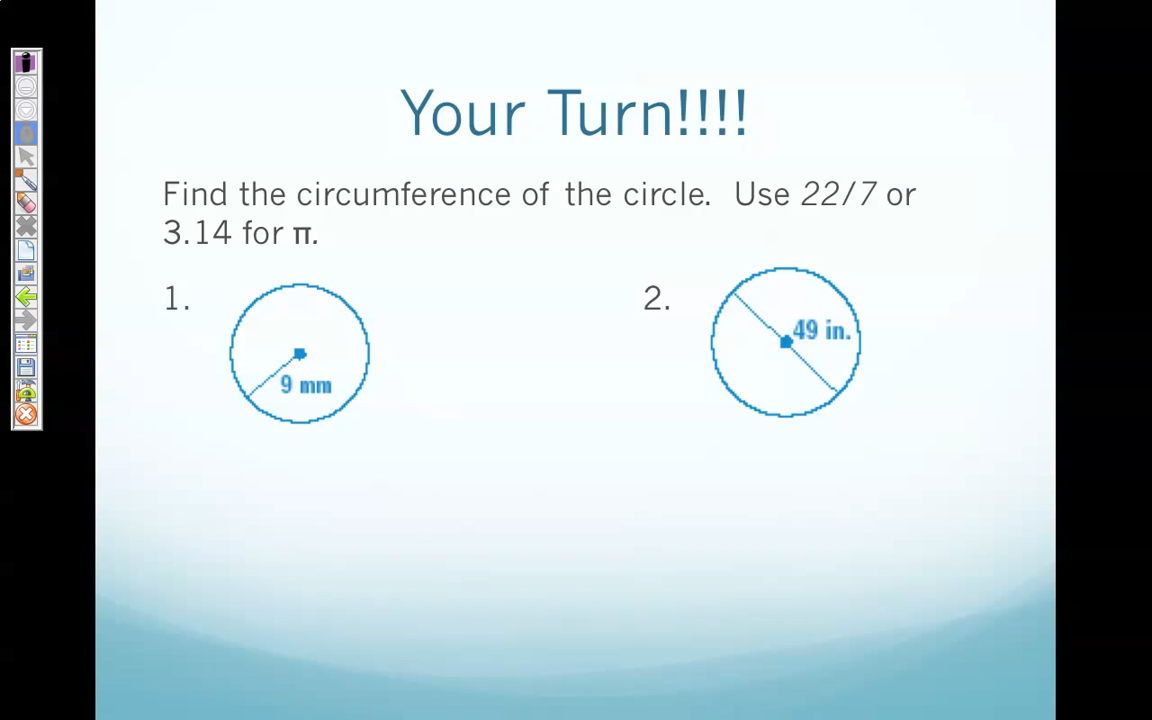 Your Turn!!!!
Find the circumference of the circle. Use 22/7 or
3.14 for π.
1.
9 mm
2.
49 in.